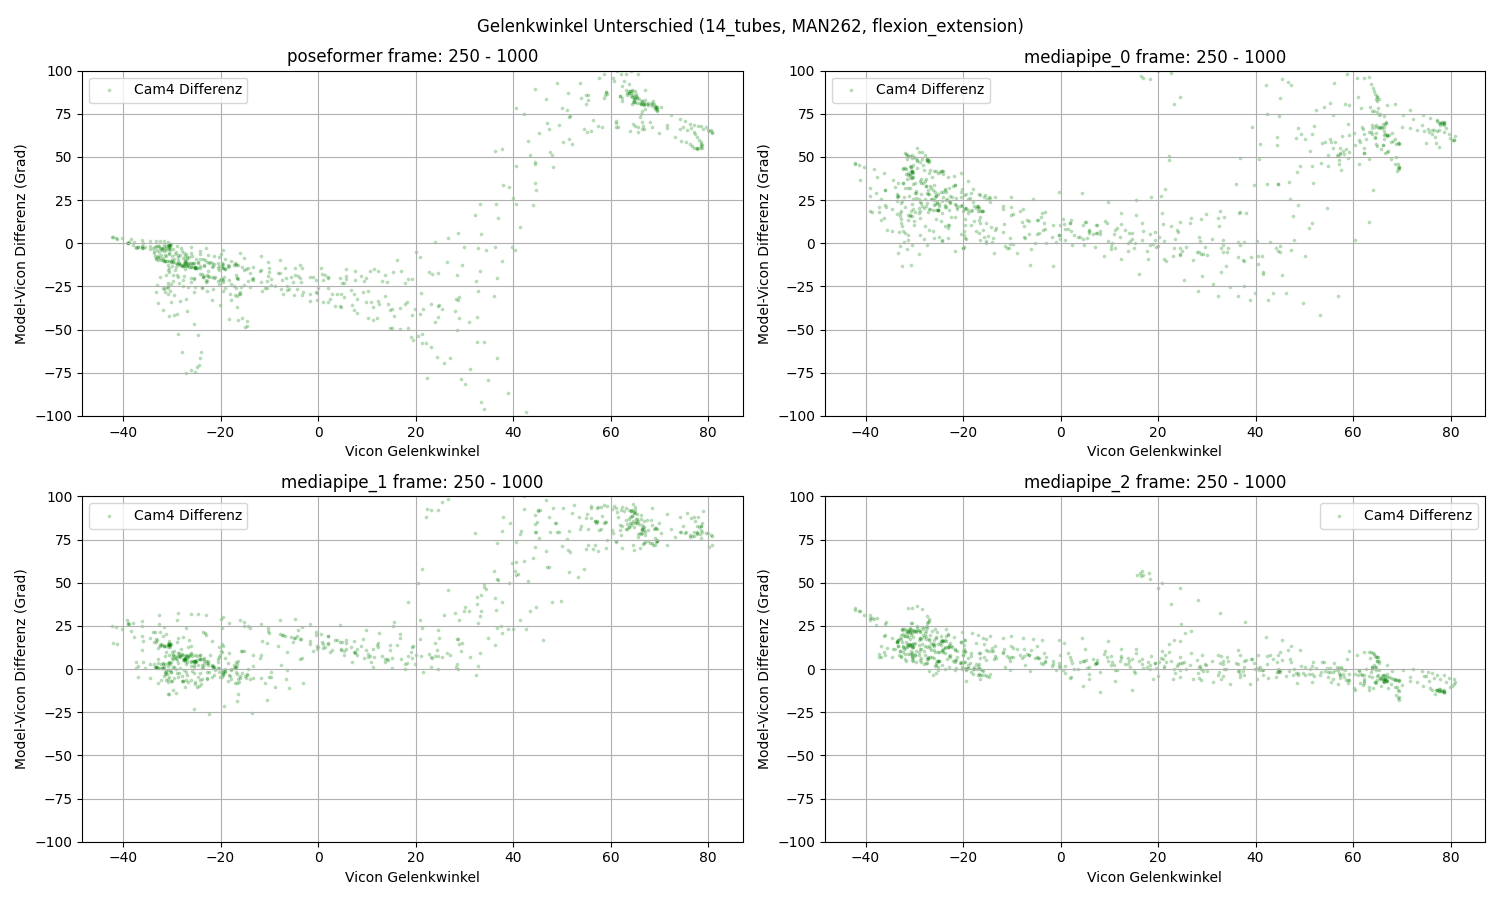 Gelenkwinkel Unterschied (14_tubes, MAN262, flexion_extension)
poseformer frame: 250 - 1000
Cam4 Differenz
Model-Vicon Differenz (Grad)
100
75
50
25
0
−25
−50
−75
−100
−40 −20 0 20 40 60 80
Vicon Gelenkwinkel
mediapipe_0 frame: 250 - 1000
Cam4 Differenz
Model-Vicon Differenz (Grad)
100
75
50
25
0
−25
−50
−75
−100
−40 −20 0 20 40 60 80
Vicon Gelenkwinkel
mediapipe_1 frame: 250 - 1000
Cam4 Differenz
Model-Vicon Differenz (Grad)
100
75
50
25
0
−25
−50
−75
−100
−40 −20 0 20 40 60 80
Vicon Gelenkwinkel
mediapipe_2 frame: 250 - 1000
Cam4 Differenz
Model-Vicon Differenz (Grad)
100
75
50
25
0
−25
−50
−75
−100
−40 −20 0 20 40 60 80
Vicon Gelenkwinkel